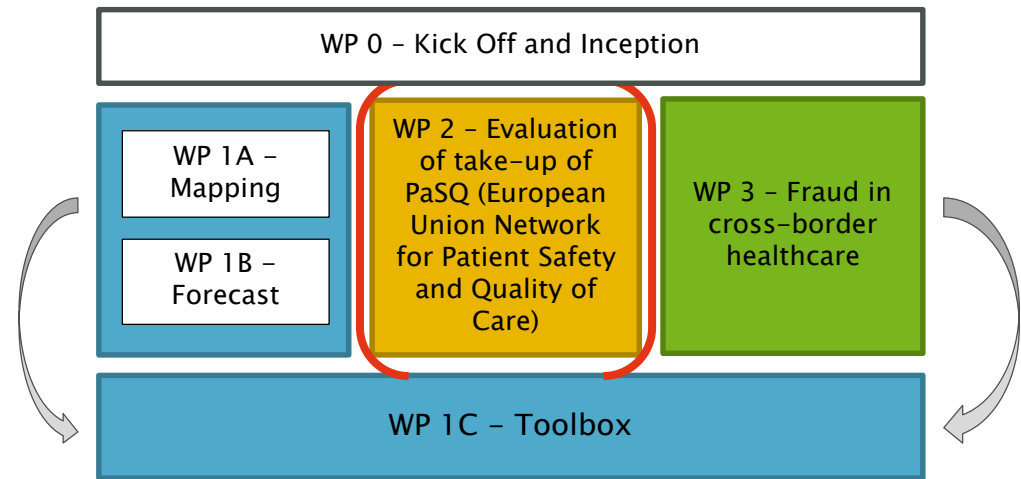 WP 0 – Kick Off and Inception
WP 1A –
Mapping
WP 1B –
Forecast
WP 2 – Evaluation
of take-up of
PaSQ (European
Union Network
for Patient Safety
and Quality of
Care)
WP 3 – Fraud in
cross-border
healthcare
WP 1C – Toolbox